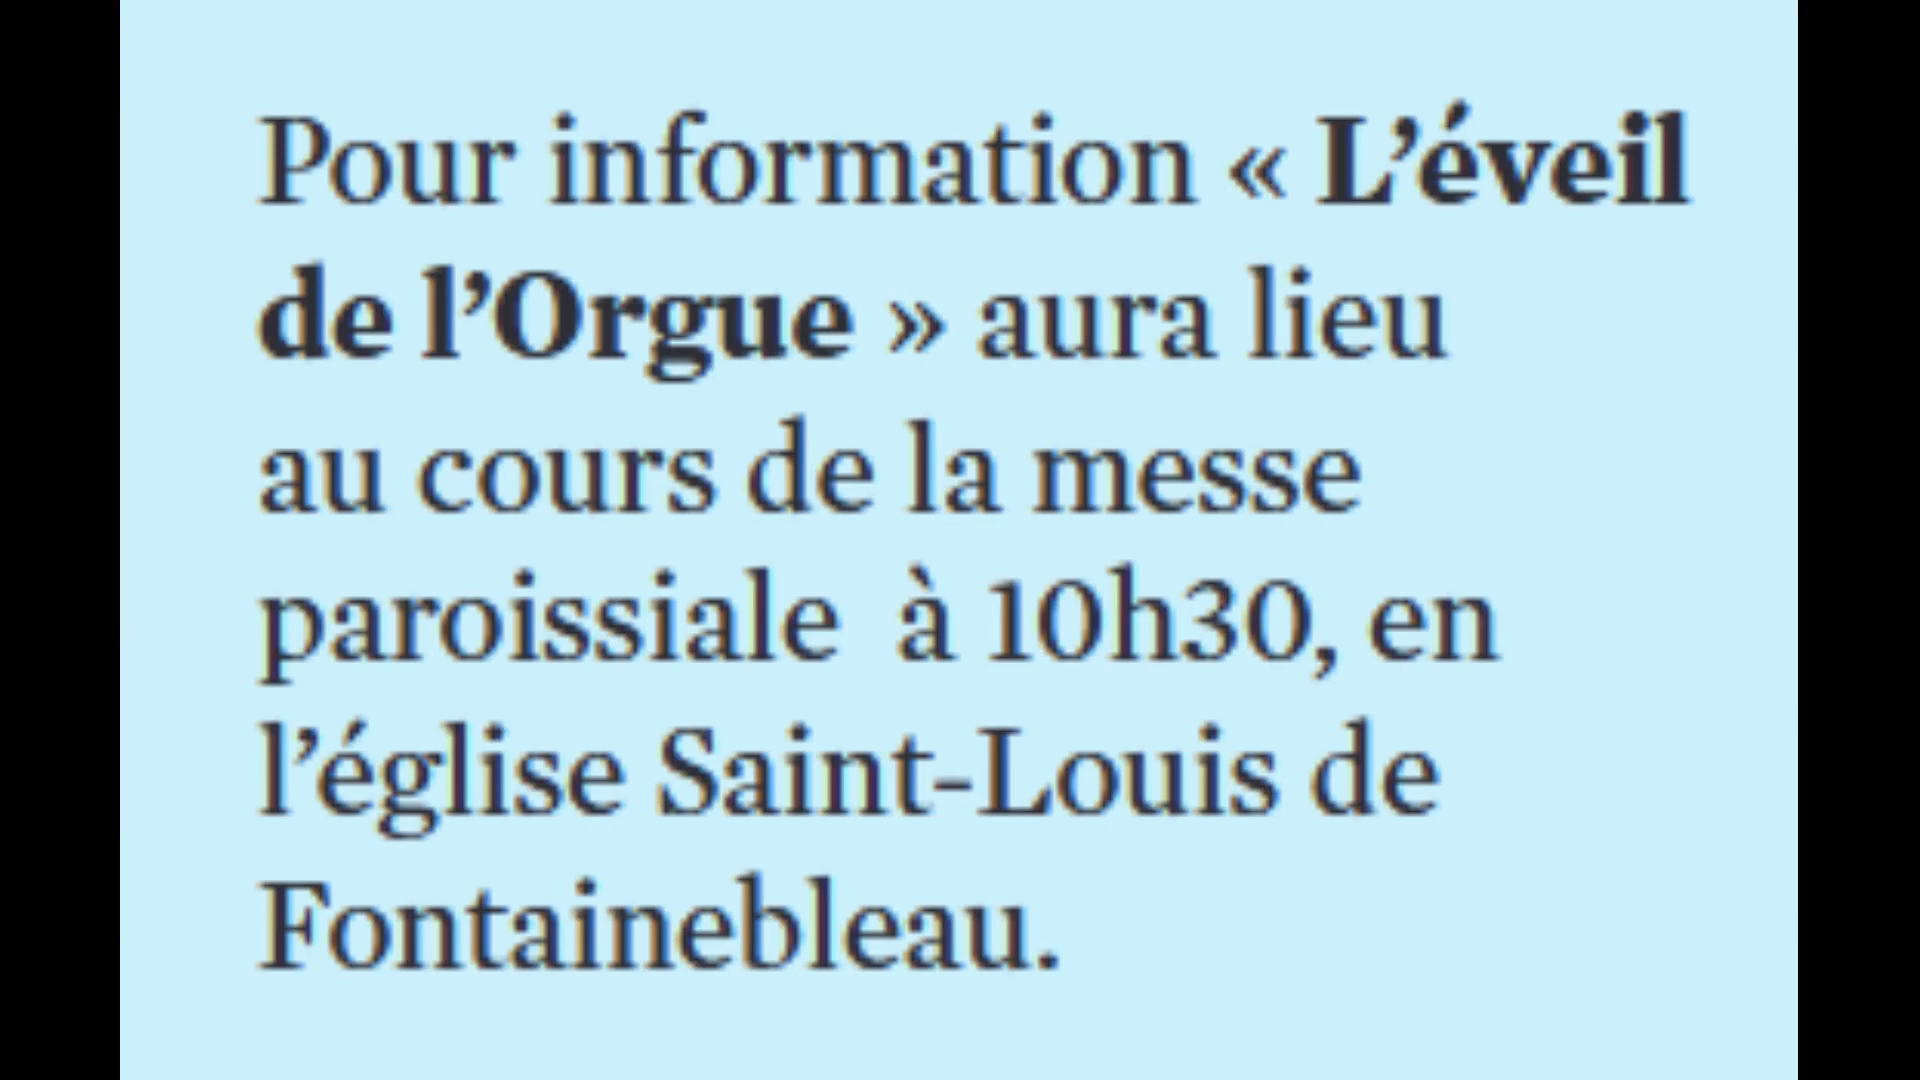 Pour information « L’éveil
de l’Orgue » aura lieu
au cours de la messe
paroissiale  à 10h30, en
l’église Saint-Louis de
Fontainebleau.